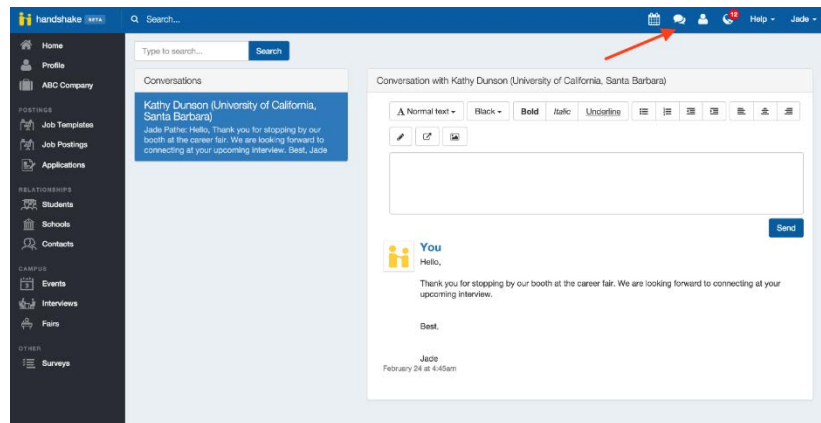 handshake BETA
Search...
12
Help
Jade
Home
Profile
ABC Company
POSTINGS
Job Templates
Job Postings
Applications
RELATIONSHIPS
Students
Schools
Contacts
CAMPUS
Events
Interviews
Fairs
OTHER
Surveys
Type to search...
Search
Conversations
Kathy Dunson (University of California,
Santa Barbara)
Jade Pathe: Hello, Thank you for stopping by our
booth at the career fair. We are looking forward to
connecting at your upcoming interview. Best, Jade
Conversation with Kathy Dunson (University of California, Santa Barbara)
A Normal text
Black
Bold
Italic
Underline
Send
You
Hello,
Thank you for stopping by our booth at the career fair. We are looking forward to connecting at your
upcoming interview.
Best,
Jade
February 24 at 4:45am